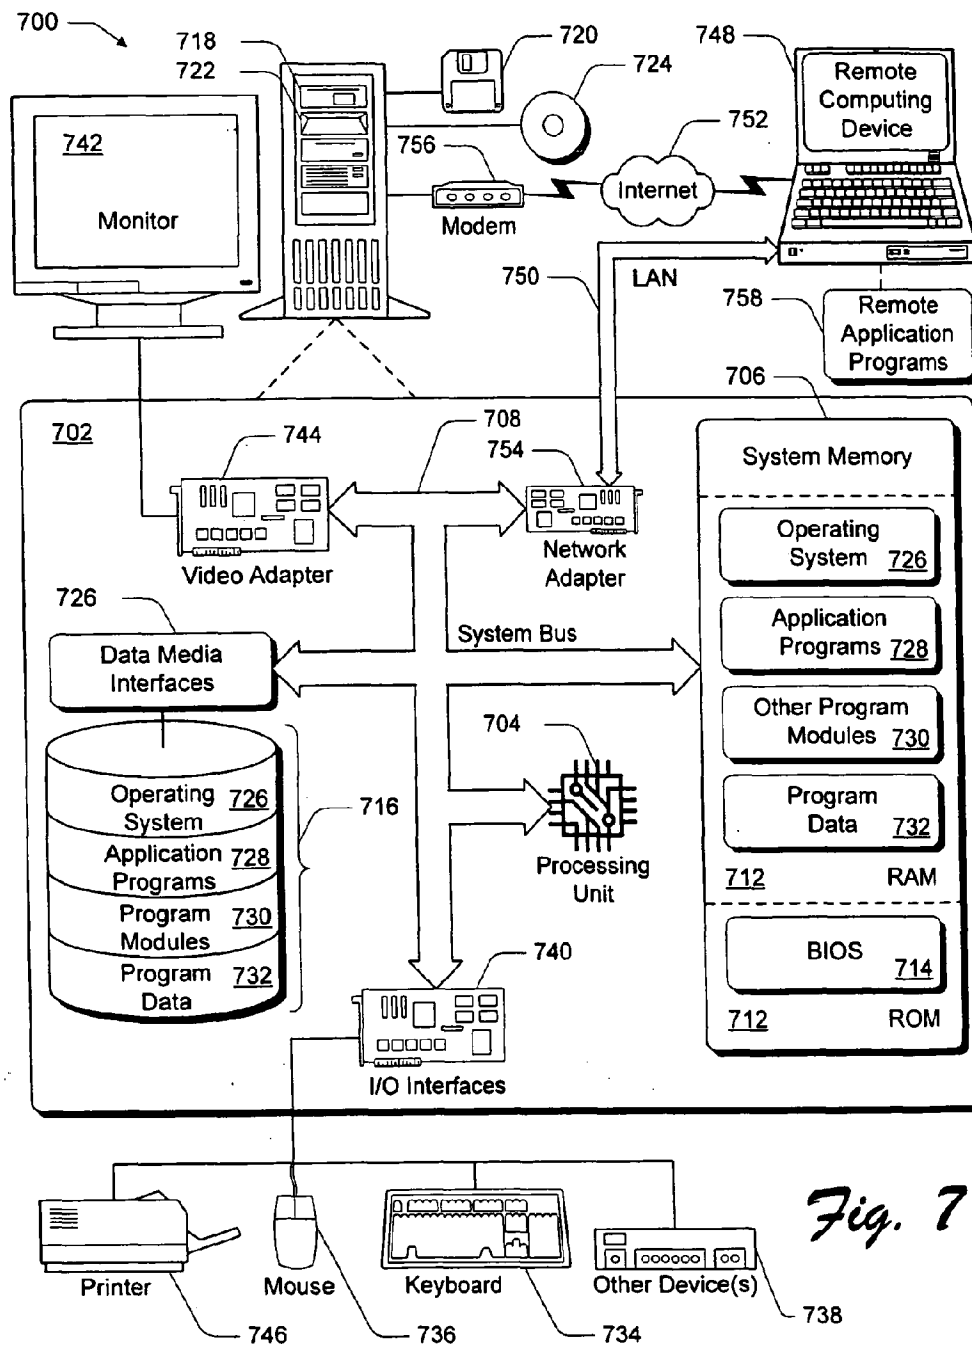 700
718
722
720
724
748
Remote
Computing
Device
742
Monitor
756
752
Internet
Modem
750
LAN
758
Remote
Application
Programs
706
702
744
708
754
System Memory
Operating
System 726
Video Adapter
Network
Adapter
726
System Bus
Application
Programs 728
Data Media
Interfaces
704
Other Program
Modules 730
Operating
System 726
716
Program
Data 732
Application
Programs 728
Processing
Unit
712 RAM
Program
Modules 730
BIOS
714
Program
Data 732
740
712 ROM
I/O Interfaces
Fig. 7
Printer
Mouse
Keyboard
Other Device(s)
746
736
734
738